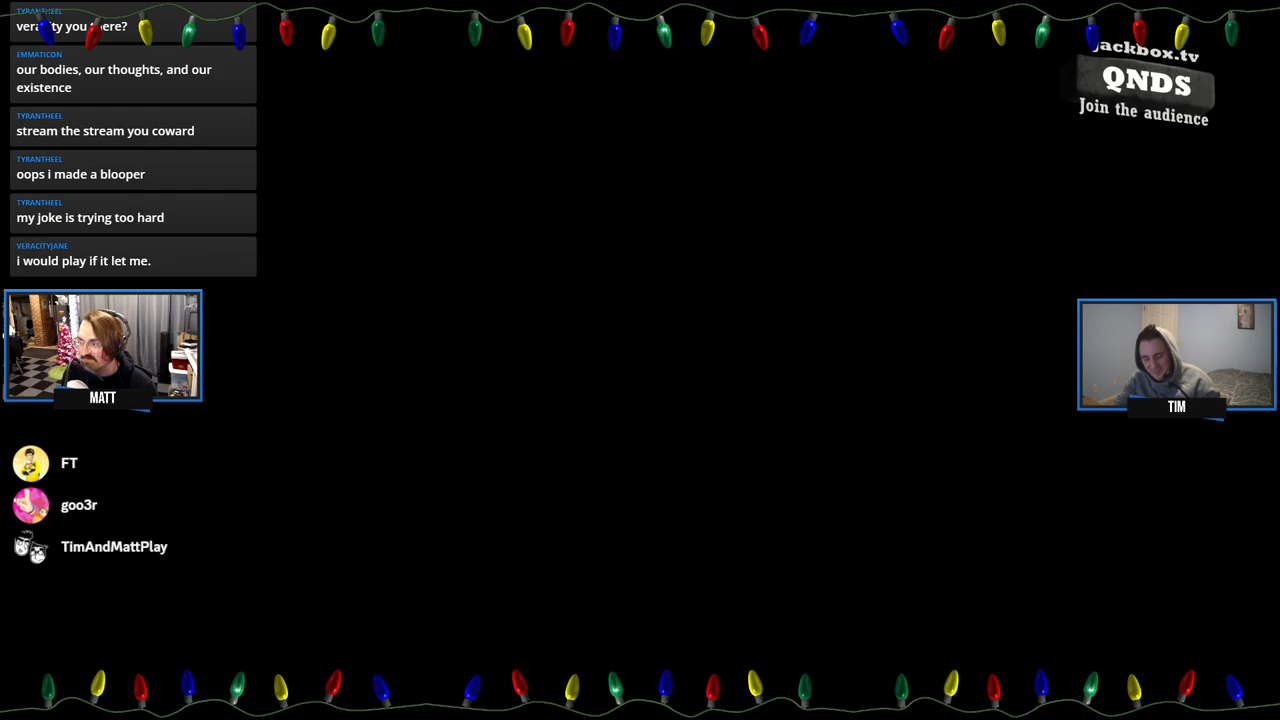 TYRANTHEEL
veracity you there?
EMMATICON
our bodies, our thoughts, and our
existence
TYRANTHEEL
stream the stream you coward
TYRANTHEEL
oops i made a blooper
TYRANTHEEL
my joke is trying too hard
VERACITYJANE
i would play if it let me.
jackbox.tv
QNDS
Join the audience
MATT
TIM
FT
goo3r
TimAndMattPlay